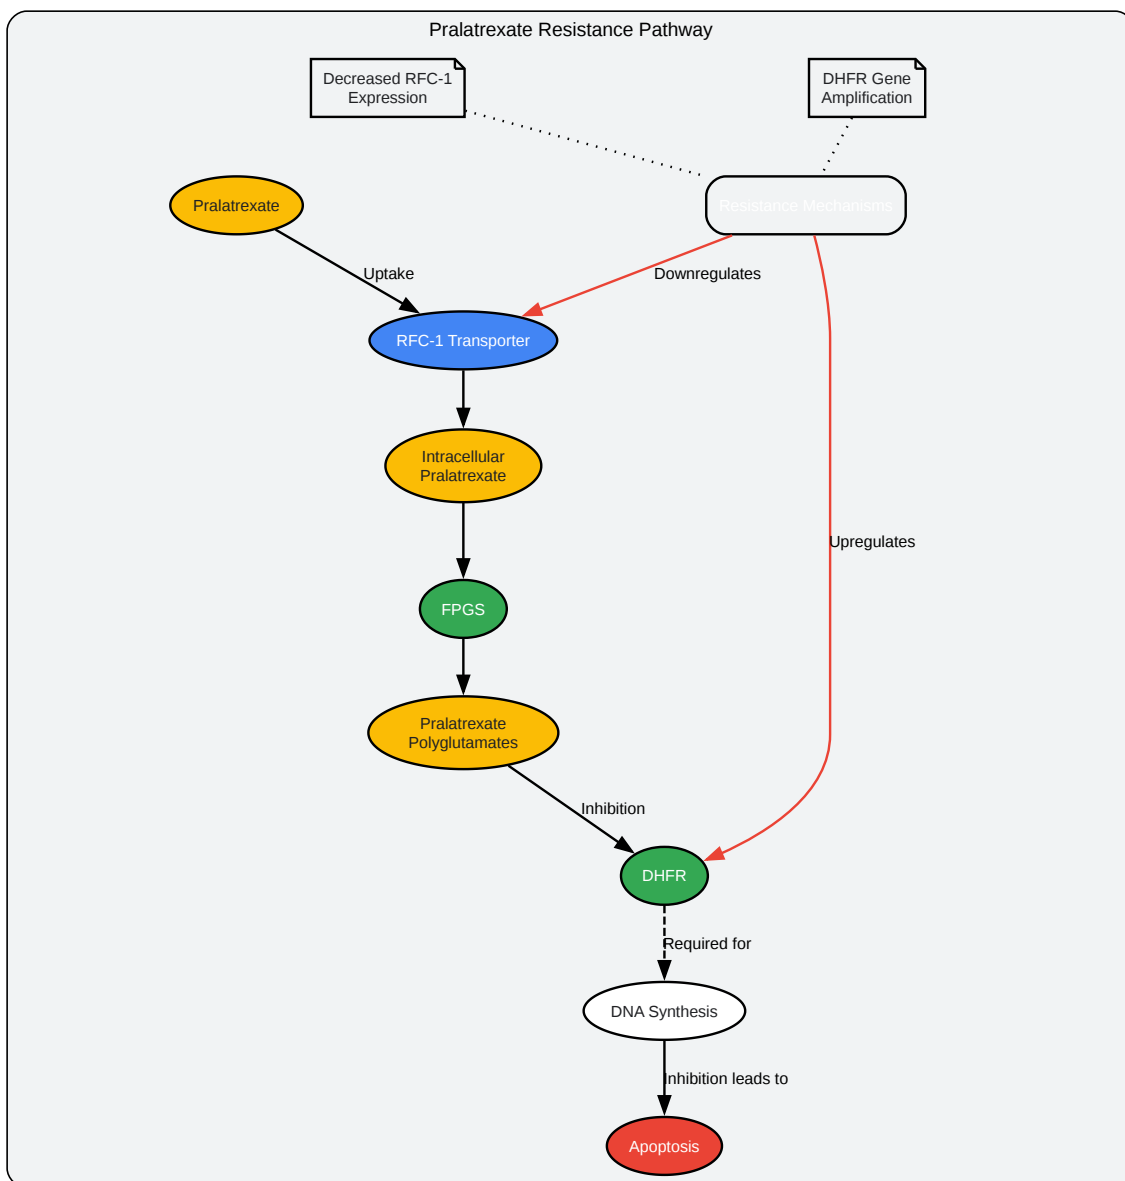 Pralatrexate Resistance Pathway
Decreased RFC-1
Expression
DHFR Gene
Amplification
Pralatrexate
Resistance Mechanisms
Uptake
Downregulates
RFC-1 Transporter
Intracellular
Pralatrexate
Upregulates
FPGS
Pralatrexate
Polyglutamates
Inhibition
DHFR
Required for
DNA Synthesis
Inhibition leads to
Apoptosis